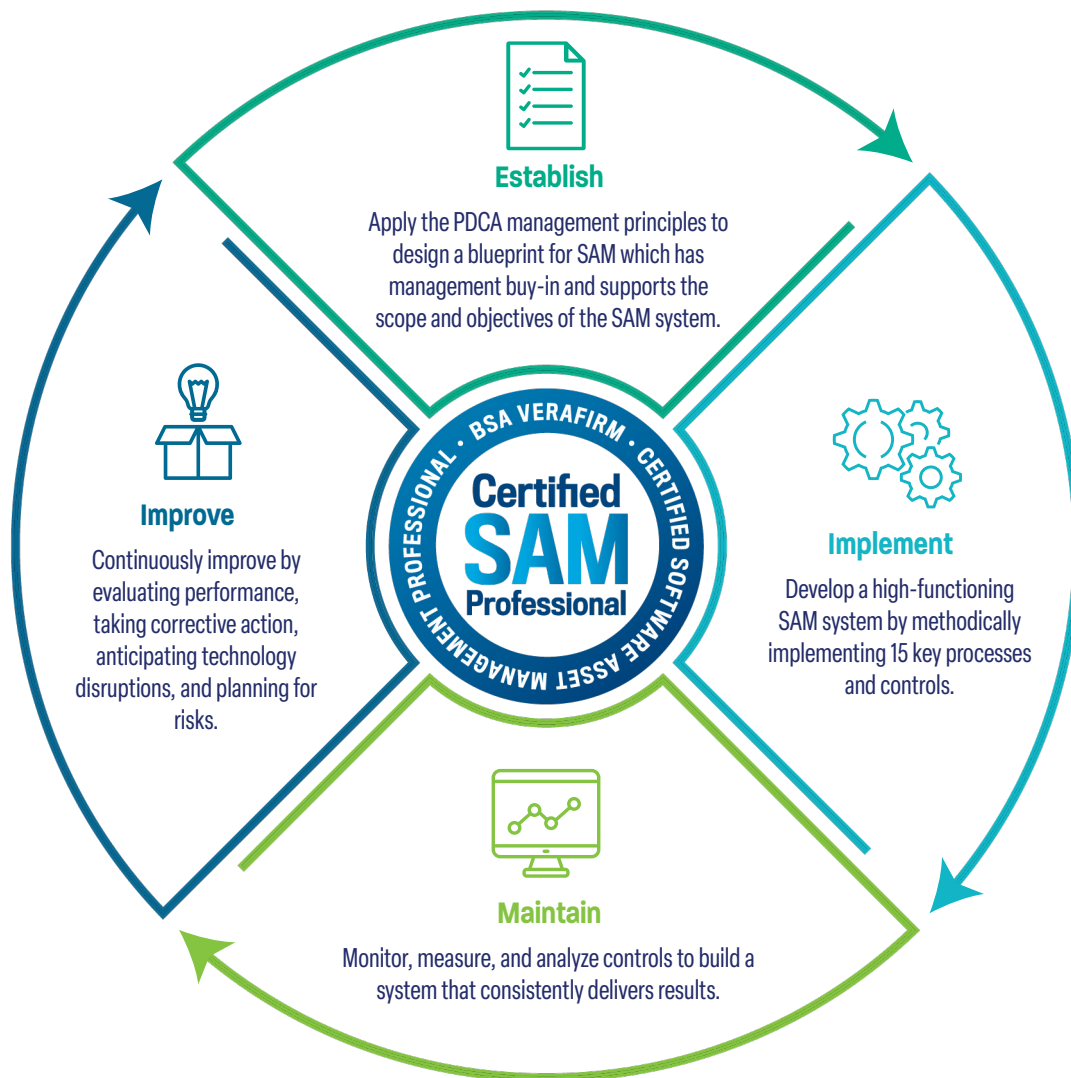 Establish
Apply the PDCA management principles to
design a blueprint for SAM which has
management buy-in and supports the
scope and objectives of the SAM system.
Improve
Continuously improve by
evaluating performance,
taking corrective action,
anticipating technology
disruptions, and planning for
risks.
BSA VERAFIRM • CERTIFIED SOFTWARE ASSET MANAGEMENT PROFESSIONAL •
Certified
SAM
Professional
Implement
Develop a high-functioning
SAM system by methodically
implementing 15 key processes
and controls.
Maintain
Monitor, measure, and analyze controls to build a
system that consistently delivers results.